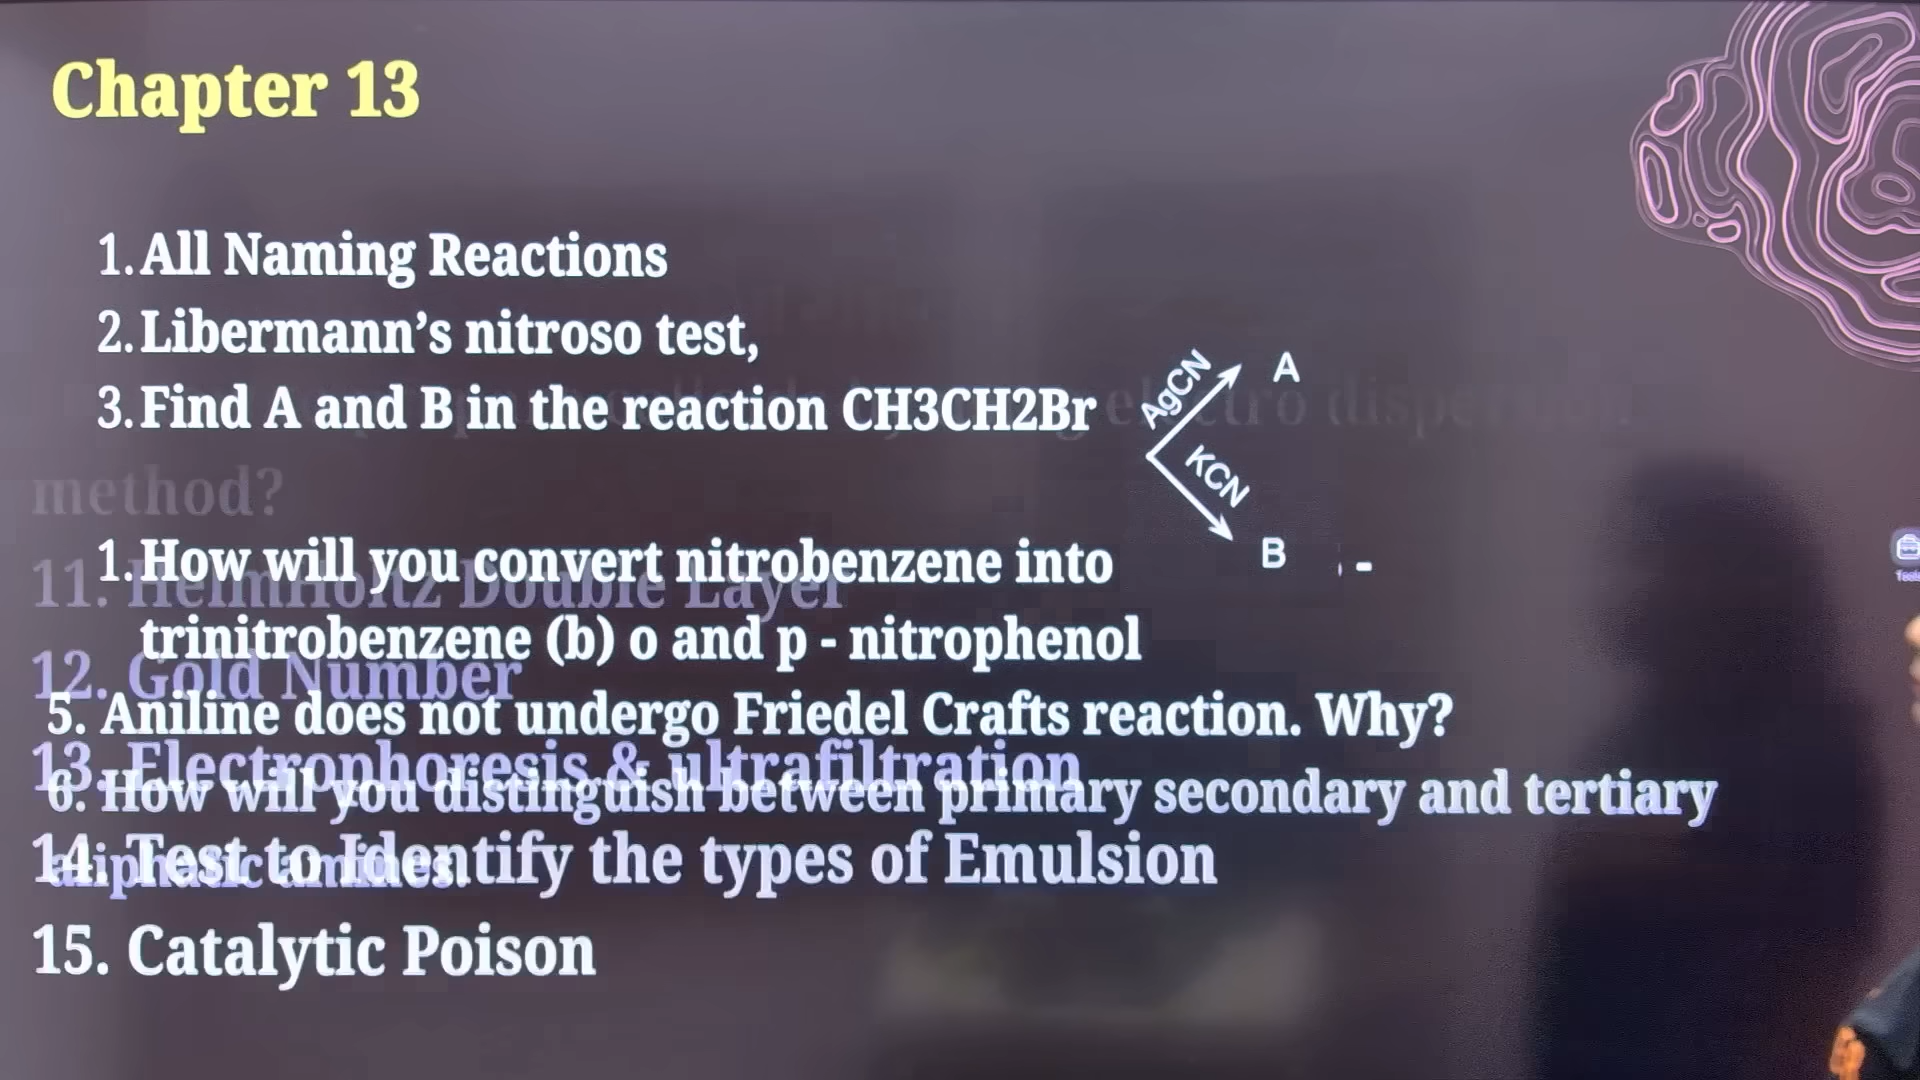 Chapter 13
1. All Naming Reactions
2. Libermann's nitroso test,
3. Find A and B in the reaction CH3CH2Br
AgCN
A
KCN
B
electro
method?
1. How will you convert nitrobenzene into
trinitrobenzene (b) o and p - nitrophenol
5. Aniline does not undergo Friedel Crafts reaction. Why?
6. How will you distinguish between primary secondary and tertiary
aliphatic amines.
11. HelmHoltz Double Layer
12. Gold Number
13. Electrophoresis & ultrafiltration
14. Test to Identify the types of Emulsion
15. Catalytic Poison